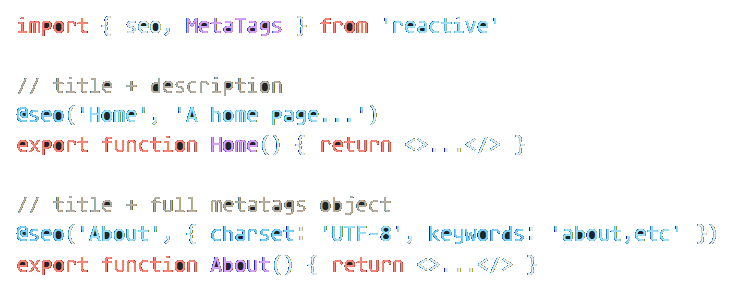 import { seo, MetaTags } from 'reactive'
// title + description
@seo('Home', 'A home page...')
export function Home() { return <>...</> }
// title + full metatags object
@seo('About', { charset: 'UTF-8', keywords: 'about,etc' })
export function About() { return <>...</> }